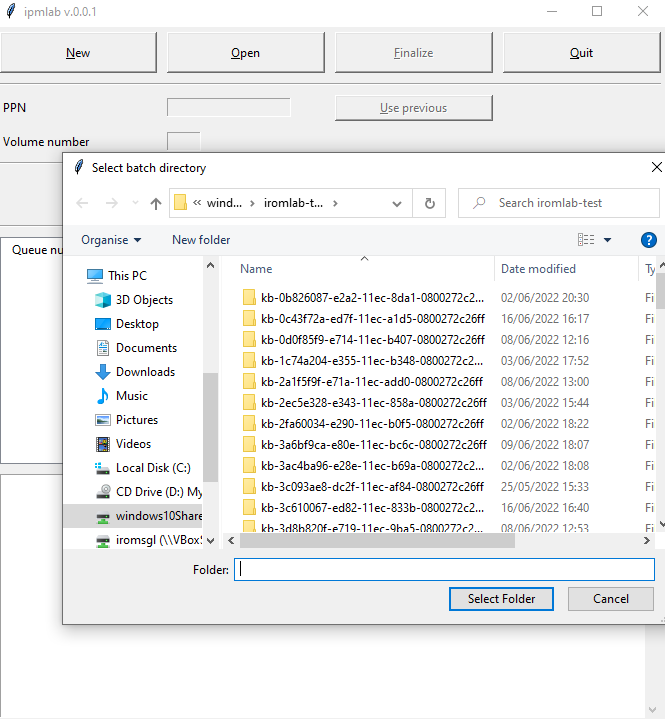 ipmlab v.0.0.1
New Open Finalize Quit
PPN Use previous
Volume number
Select batch directory
« wind... › iromlab-t... › Search iromlab-test
Organise New folder ?
Queue nu
This PC
3D Objects
Desktop
Documents
Downloads
Music
Pictures
Videos
Local Disk (C:)
CD Drive (D:) My
windows10Share
iromsgl (\\VBoxS
Name Date modified Ty
kb-0b826087-e2a2-11ec-8da1-0800272c2... 02/06/2022 20:30 Fi
kb-0c43f72a-ed7f-11ec-a1d5-0800272c26ff 16/06/2022 16:17 Fi
kb-0d0f85f9-e714-11ec-b407-0800272c26ff 08/06/2022 12:16 Fi
kb-1c74a204-e355-11ec-b348-0800272c2... 03/06/2022 17:52 Fi
kb-2a1f5f9f-e71a-11ec-add0-0800272c26ff 08/06/2022 13:00 Fi
kb-2ec5e328-e343-11ec-858a-0800272c26ff 03/06/2022 15:44 Fi
kb-2fa60034-e290-11ec-b0f5-0800272c26ff 02/06/2022 18:22 Fi
kb-3a6bf9ca-e80e-11ec-bc6c-0800272c26ff 09/06/2022 18:07 Fi
kb-3ac4ba96-e28e-11ec-b69a-0800272c2... 02/06/2022 18:08 Fi
kb-3c093ae8-dc2f-11ec-af84-0800272c26ff 25/05/2022 15:33 Fi
kb-3c610067-ed82-11ec-833b-0800272c2... 16/06/2022 16:40 Fi
kb-3d8b820f-e719-11ec-9ba5-0800272c2... 08/06/2022 12:53 Fi
Folder:
Select Folder Cancel